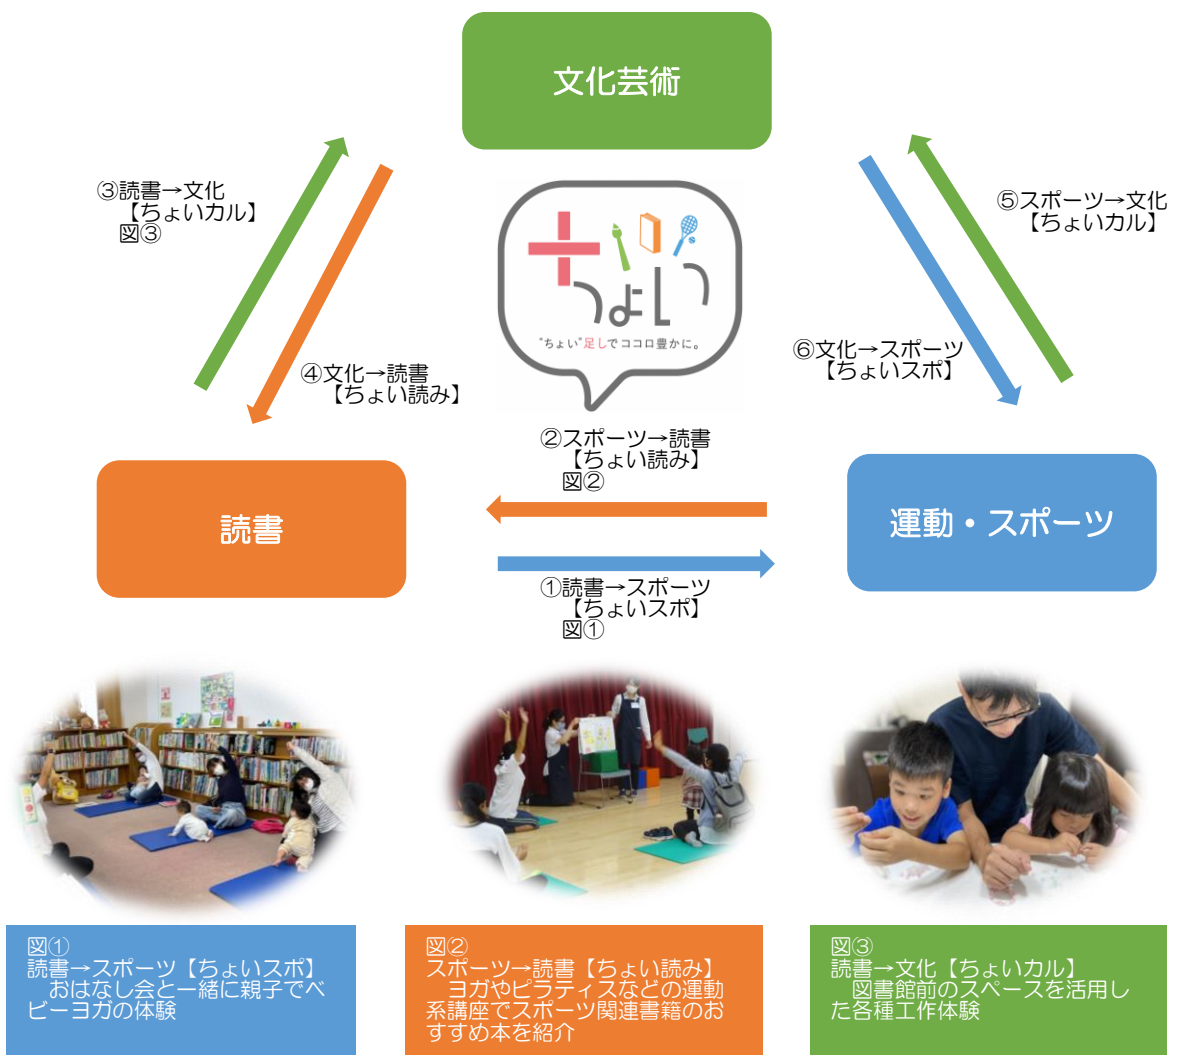 文化芸術
③読書→文化
【ちょいカル】
図③
④文化→読書
【ちょい読み】
ちょい
"ちょい"足しでココロ豊かに。
⑤スポーツ→文化
【ちょいカル】
⑥文化→スポーツ
【ちょいスポ】
②スポーツ→読書
【ちょい読み】
図②
読書
運動・スポーツ
①読書→スポーツ
【ちょいスポ】
図①
図①
読書→スポーツ【ちょいスポ】
おはなし会と一緒に親子でベ
ビーヨガの体験
図②
スポーツ→読書【ちょい読み】
ヨガやピラティスなどの運動
系講座でスポーツ関連書籍のお
すすめ本を紹介
図③
読書→文化【ちょいカル】
図書館前のスペースを活用し
た各種工作体験